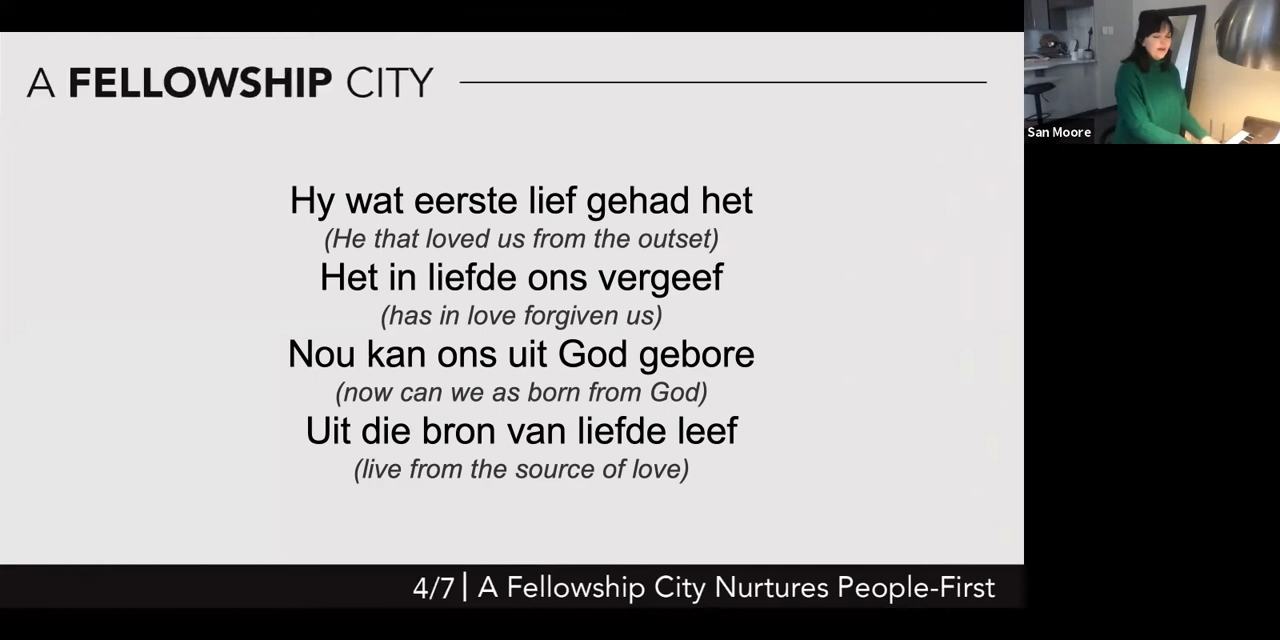 A FELLOWSHIP CITY
Hy wat eerste lief gehad het
(He that loved us from the outset)
Het in liefde ons vergeef
(has in love forgiven us)
Nou kan ons uit God gebore
(now can we as born from God)
Uit die bron van liefde leef
(live from the source of love)
4/7| A Fellowship City Nurtures People-First
San Moore